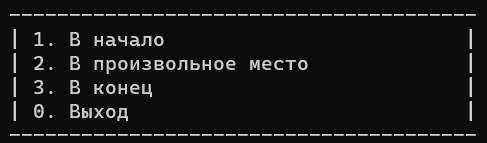 ---------------------------------------
| 1. В начало                         |
| 2. В произвольное место             |
| 3. В конец                          |
| 0. Выход                            |
---------------------------------------